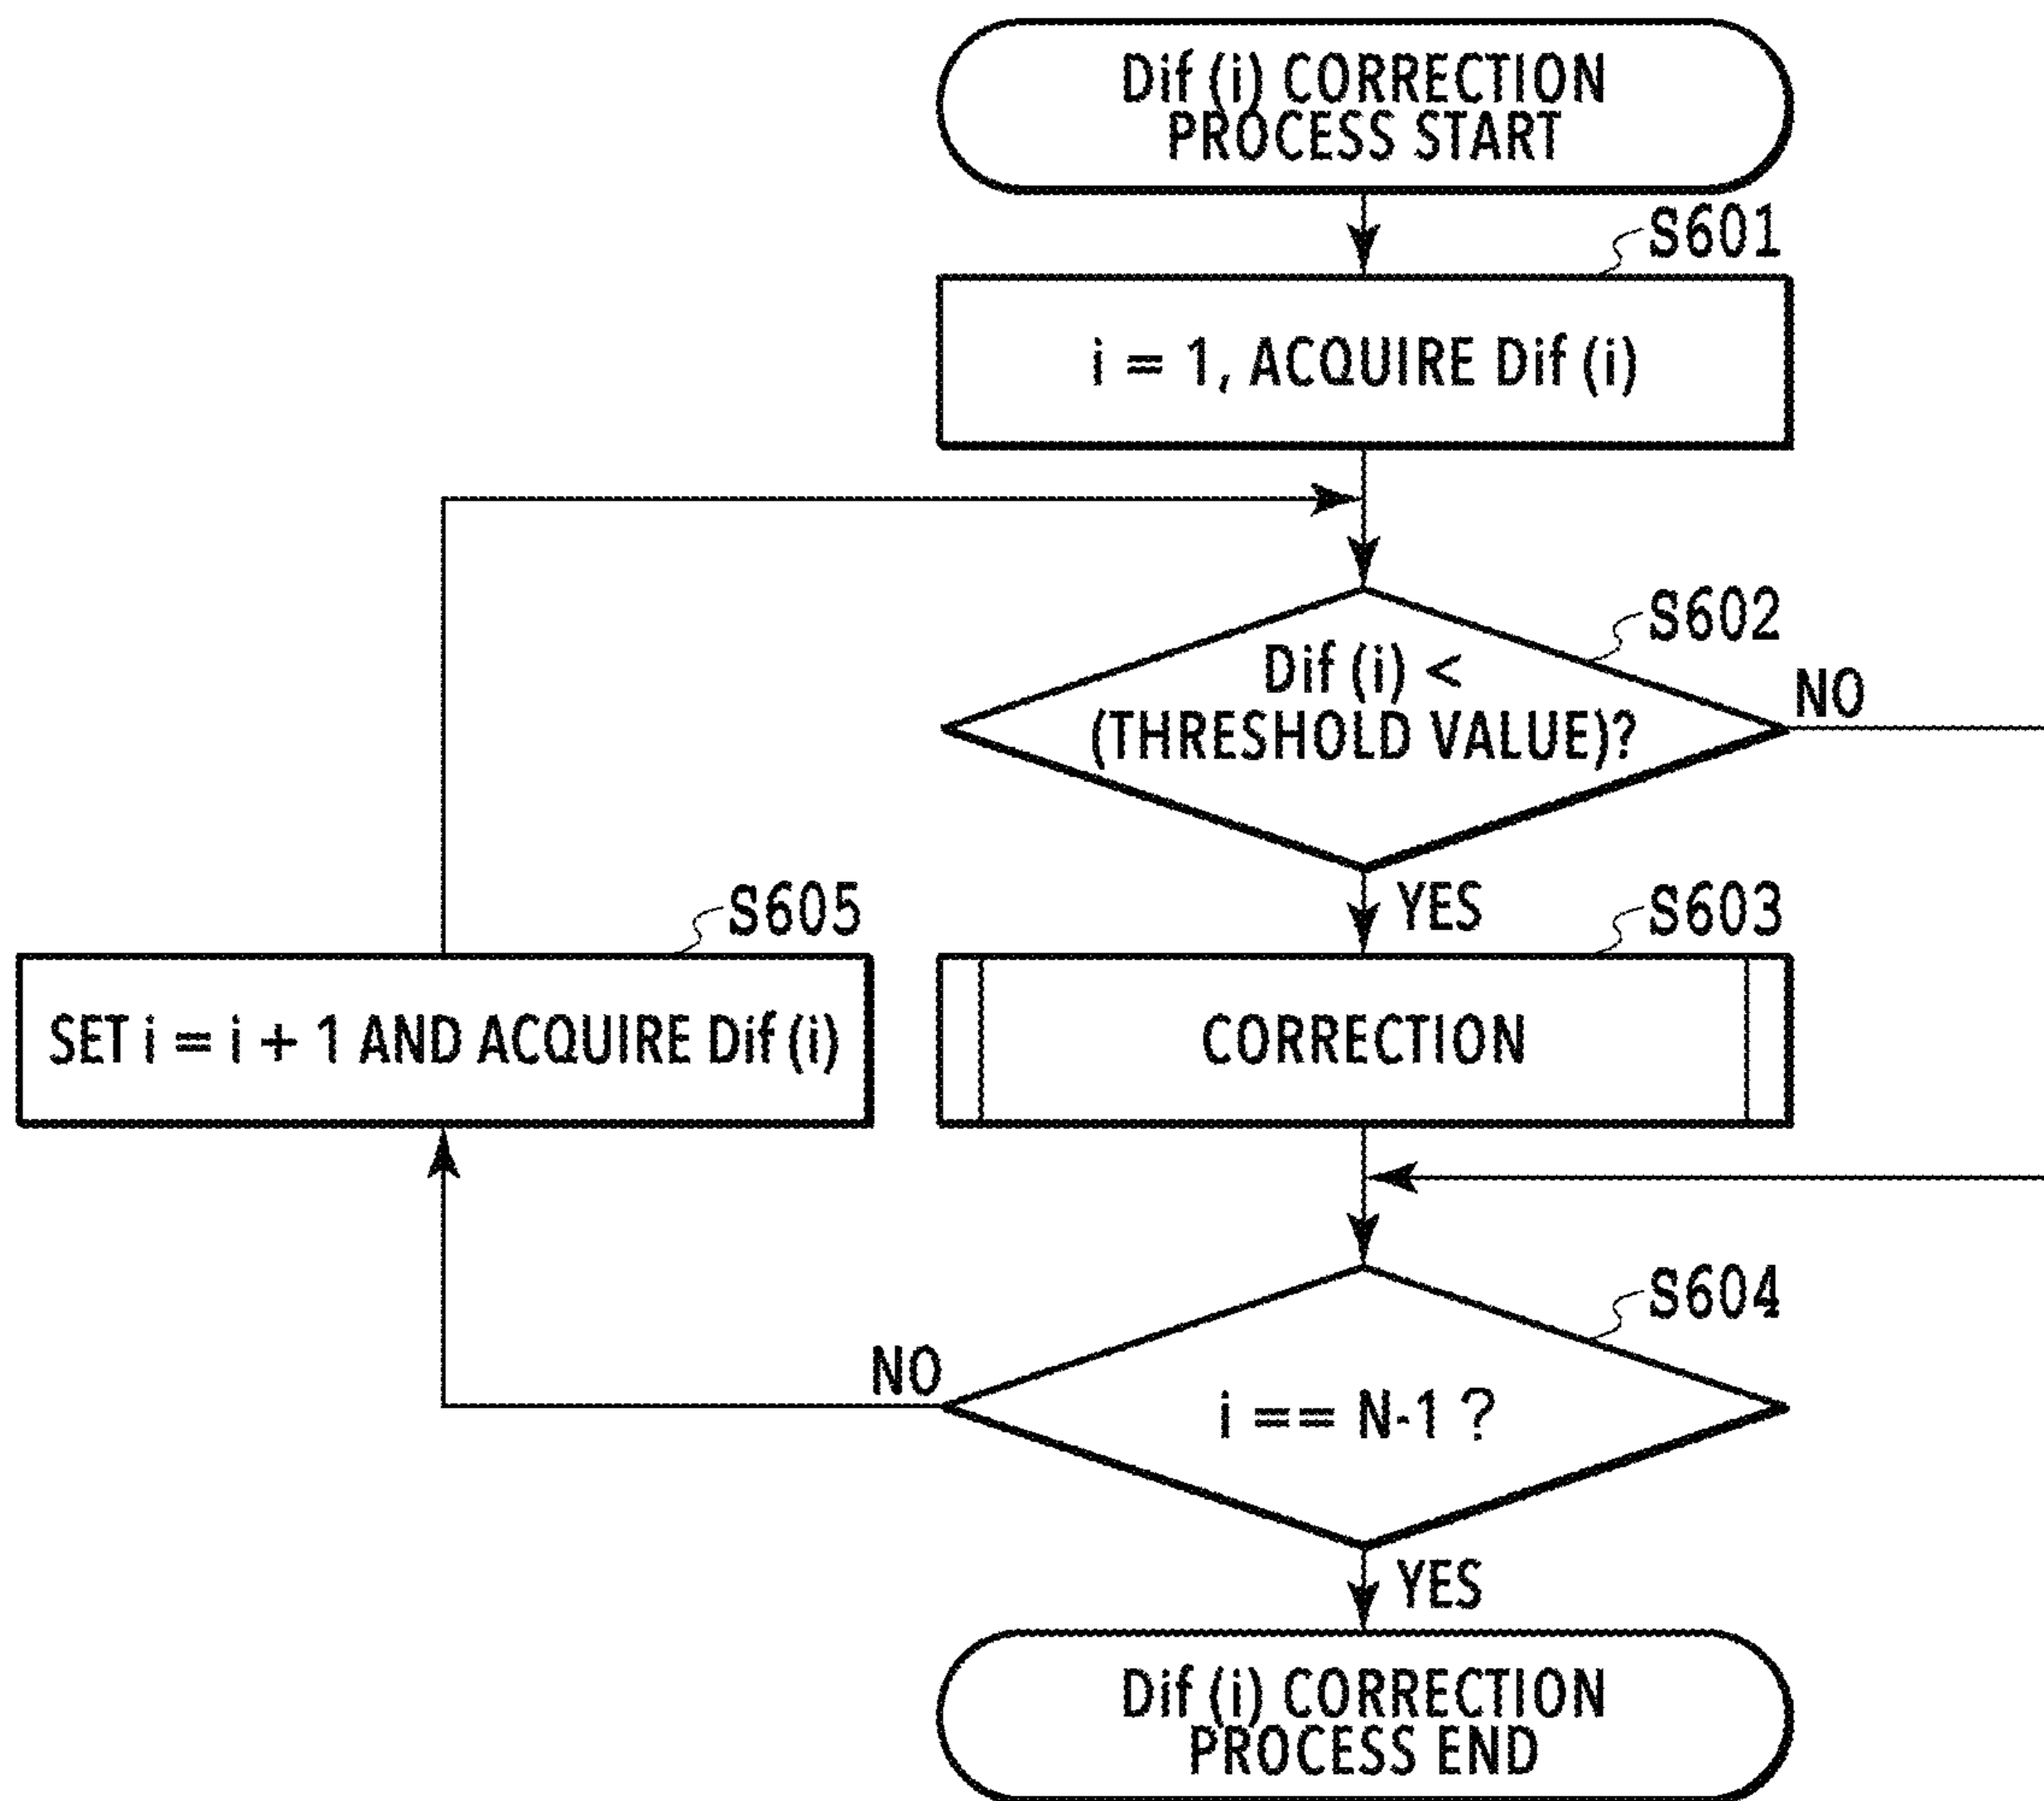 Dif (i) CORRECTION
PROCESS START
S601
i = 1, ACQUIRE Dif (i)
S602
Dif (i) <
(THRESHOLD VALUE)?
NO
YES
S605
S603
SET i = i + 1 AND ACQUIRE Dif (i)
CORRECTION
S604
NO
i == N-1 ?
YES
Dif (i) CORRECTION
PROCESS END